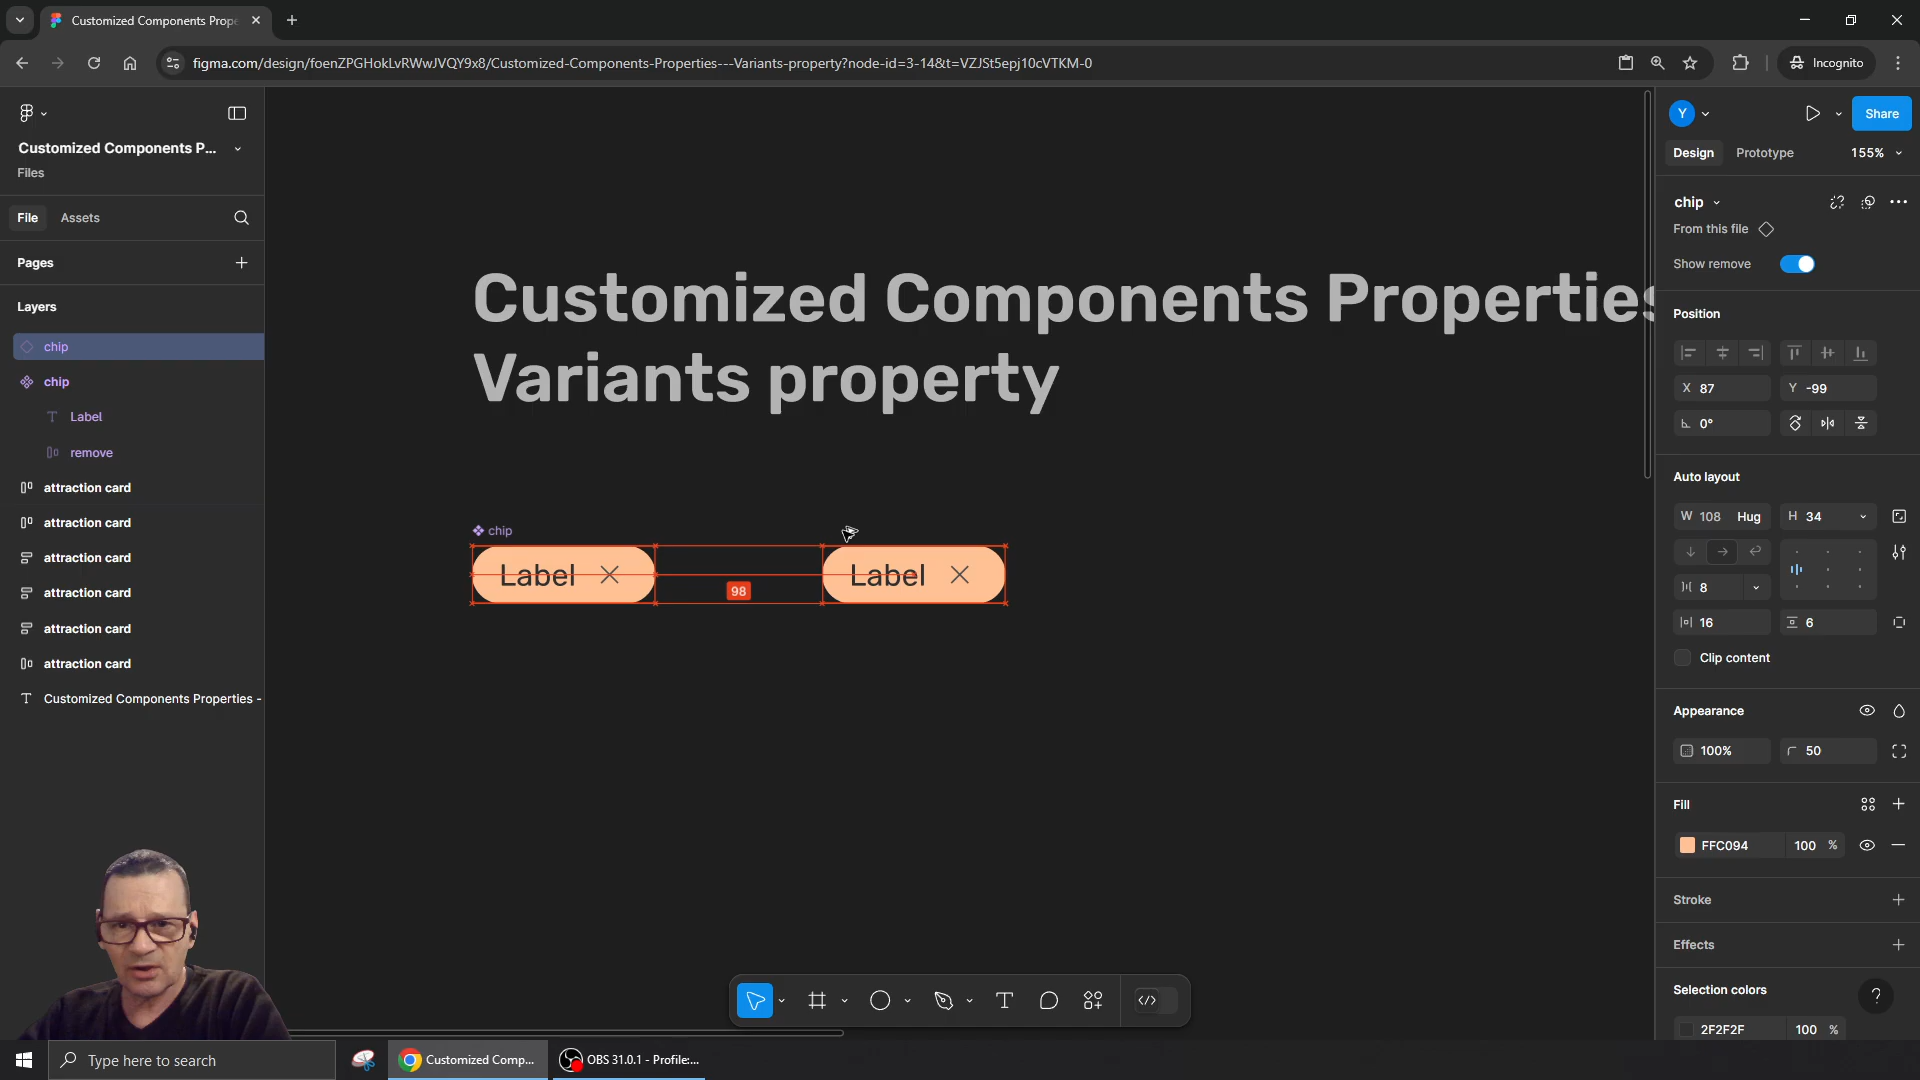 Customized Components Prope
figma.com/design/foenZPGHokLvRWwJVQY9x8/Customized-Components-Properties---Variants-property?node-id=3-14&t=VZJSt5epj10cVTKM-0
Incognito
Customized Components P...
Files
File
Assets
Pages
Layers
chip
chip
Label
remove
attraction card
attraction card
attraction card
attraction card
attraction card
attraction card
Customized Components Properties -
Customized Components Properties
Variants property
chip
Label
98
Label
Y
Share
Design
Prototype
155%
chip
From this file
Show remove
Position
X 87
Y -99
0°
Auto layout
W 108 Hug
H 34
8
16
6
Clip content
Appearance
100%
50
Fill
FFC094
100 %
Stroke
Effects
Selection colors
?
2F2F2F
100 %
Type here to search
Customized Comp...
OBS 31.0.1 - Profile:...